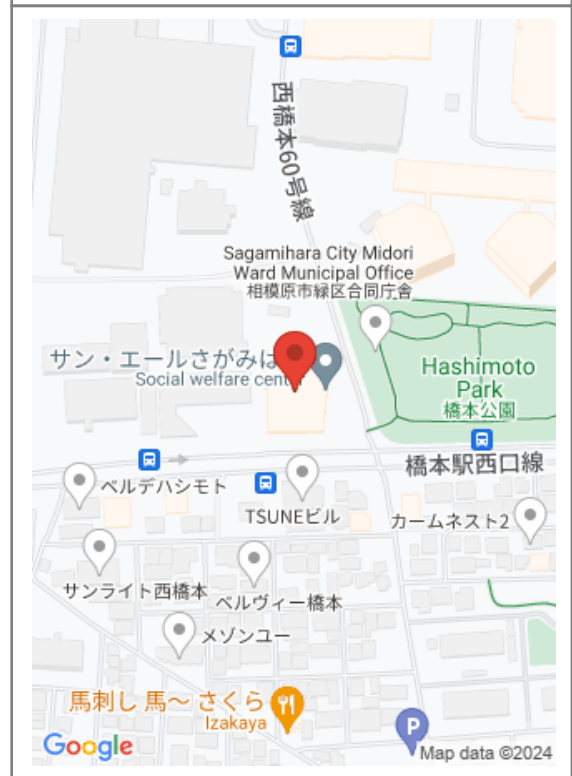 西橋本60号線
Sagamihara City Midori
Ward Municipal Office
相模原市緑区合同庁舎
サン・エールさがみは
Social welfare cent
Hashimoto
Park
橋本公園
橋本駅西口線
ベルデハシモト
TSUNEビル
カームネスト2
サンライト西橋本
ベルヴィー橋本
メゾンユー
馬刺し 馬〜 さくら
Izakaya
P
Google
Map data ©2024